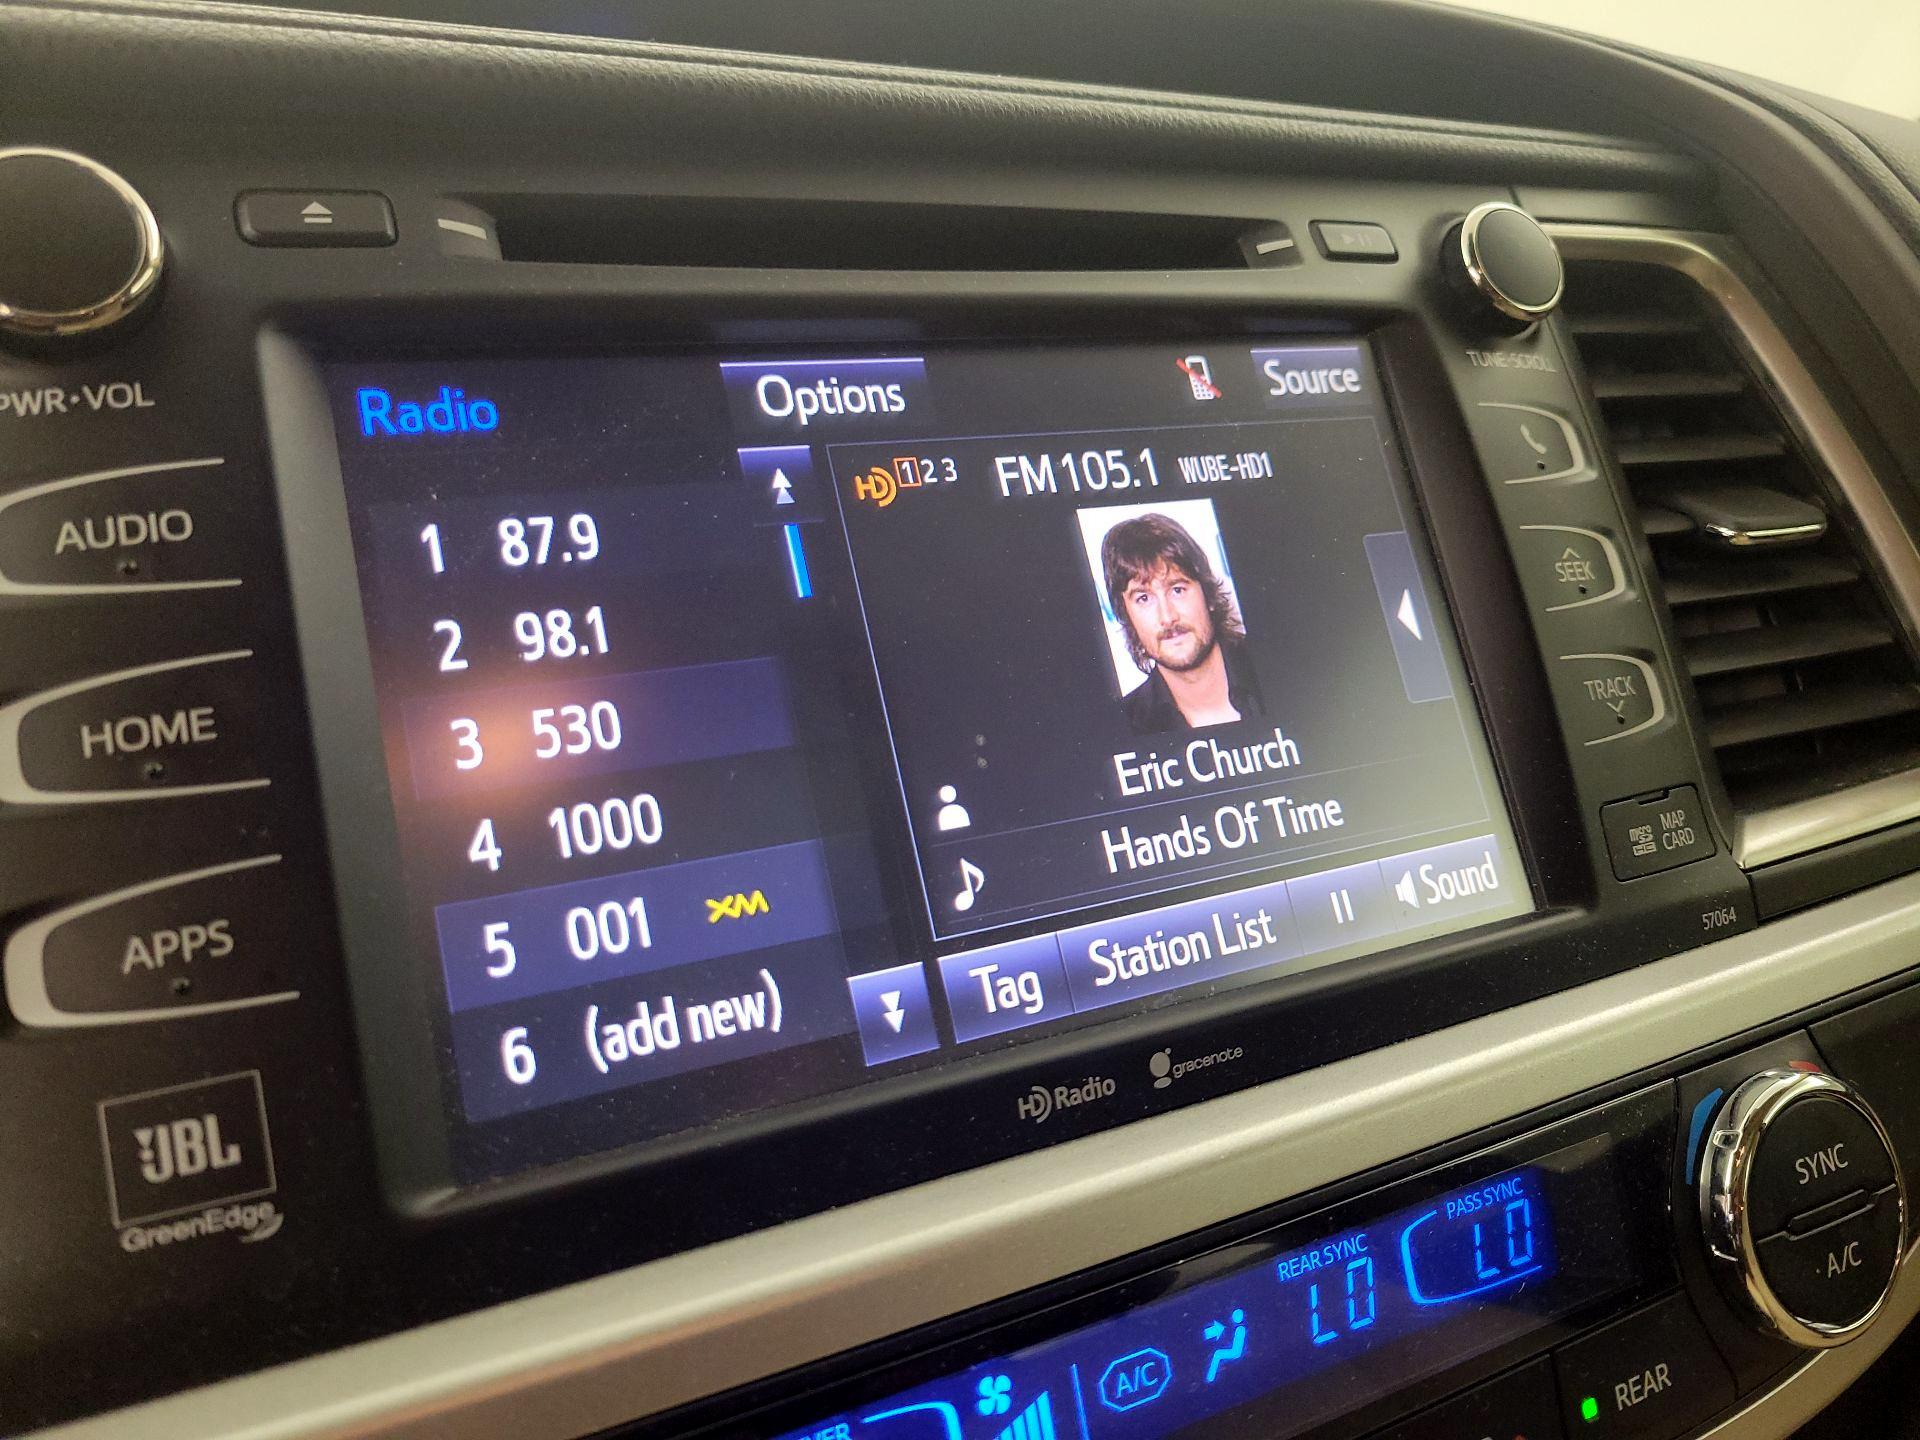 PWR•VOL
TUNE•SCROLL
AUDIO
HOME
APPS
JBL
GreenEdge
Radio
Options
Source
1 87.9
2 98.1
3 530
4 1000
5 001 XM
6 (add new)
HD 1 2 3 FM 105.1 WUBE-HD1
Eric Church
Hands Of Time
Tag
Station List
Sound
SEEK
TRACK
micro SD HC MAP CARD
57064
HD Radio
gracenote
SYNC
A/C
PASS SYNC
LO
REAR SYNC
LO
A/C
REAR